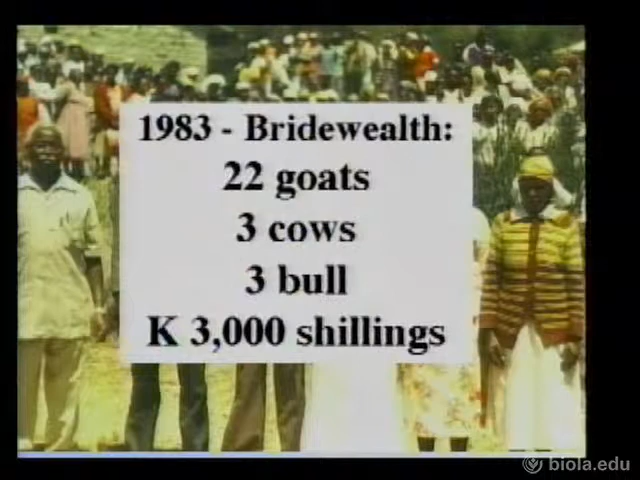 1983 - Bridewealth:
22 goats
3 cows
3 bull
K 3,000 shillings
biola.edu